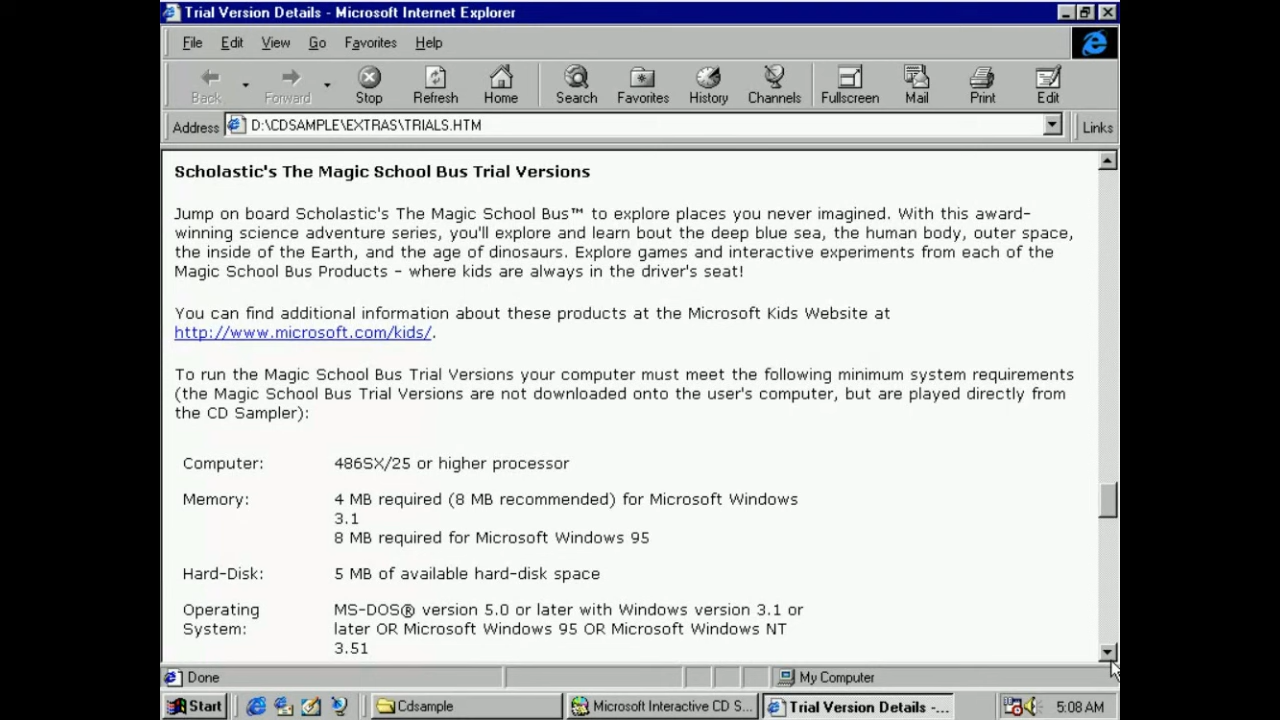 Trial Version Details - Microsoft Internet Explorer
File Edit View Go Favorites Help
Back Forward Stop Refresh Home Search Favorites History Channels Fullscreen Mail Print Edit
Address D:\CDSAMPLE\EXTRAS\TRIALS.HTM Links
Scholastic's The Magic School Bus Trial Versions
Jump on board Scholastic's The Magic School Bus™ to explore places you never imagined. With this award-
winning science adventure series, you'll explore and learn bout the deep blue sea, the human body, outer space,
the inside of the Earth, and the age of dinosaurs. Explore games and interactive experiments from each of the
Magic School Bus Products - where kids are always in the driver's seat!
You can find additional information about these products at the Microsoft Kids Website at
http://www.microsoft.com/kids/.
To run the Magic School Bus Trial Versions your computer must meet the following minimum system requirements
(the Magic School Bus Trial Versions are not downloaded onto the user's computer, but are played directly from
the CD Sampler):
Computer: 486SX/25 or higher processor
Memory: 4 MB required (8 MB recommended) for Microsoft Windows
3.1
8 MB required for Microsoft Windows 95
Hard-Disk: 5 MB of available hard-disk space
Operating MS-DOS® version 5.0 or later with Windows version 3.1 or
System: later OR Microsoft Windows 95 OR Microsoft Windows NT
3.51
Done My Computer
Start Cdsample Microsoft Interactive CD S... Trial Version Details -... 5:08 AM